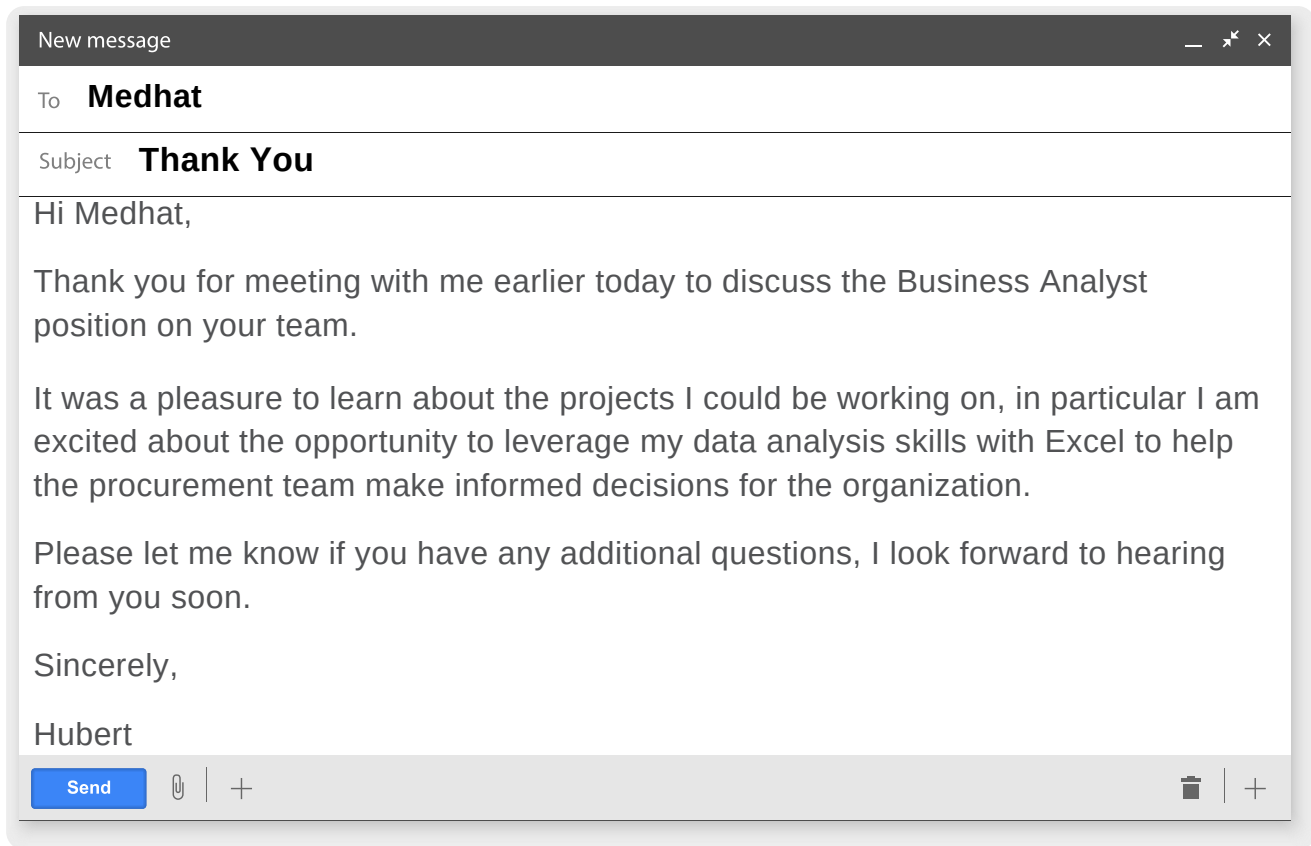 New message
To Medhat
Subject Thank You
Hi Medhat,
Thank you for meeting with me earlier today to discuss the Business Analyst
position on your team.
It was a pleasure to learn about the projects I could be working on, in particular I am
excited about the opportunity to leverage my data analysis skills with Excel to help
the procurement team make informed decisions for the organization.
Please let me know if you have any additional questions, I look forward to hearing
from you soon.
Sincerely,
Hubert
Send